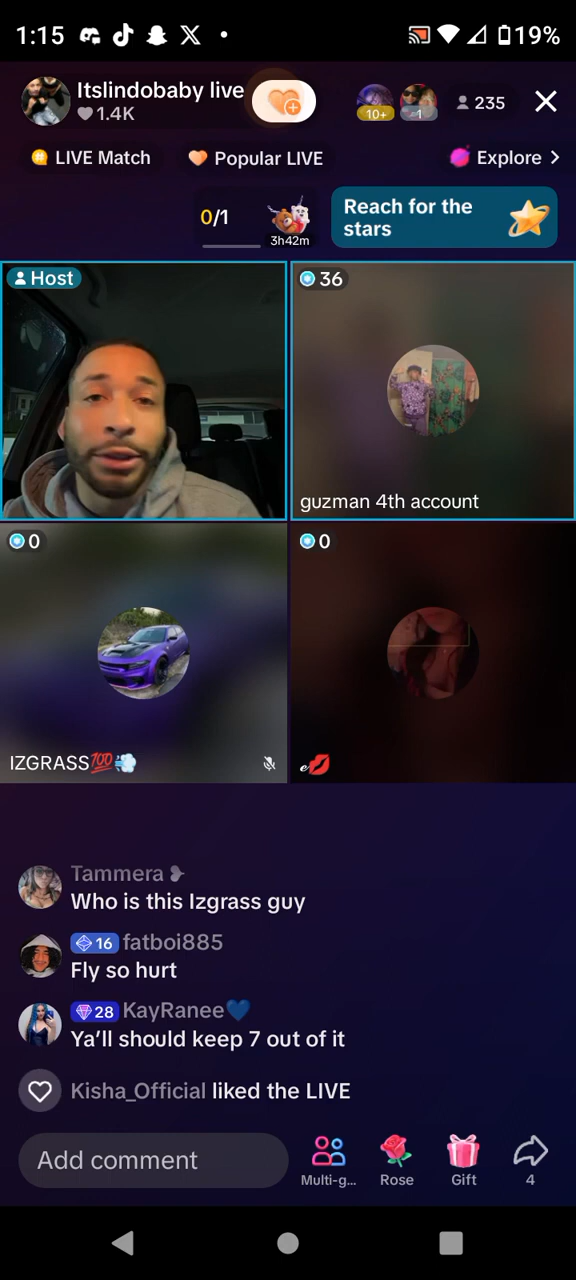 1:15
19%
Itslindobaby live
1.4K
10+
1
235
LIVE Match
Popular LIVE
Explore
0/1
3h42m
Reach for the
stars
Host
36
guzman 4th account
0
0
IZGRASS💯💨
e💋
Tammera ❥
Who is this Izgrass guy
16 fatboi885
Fly so hurt
28 KayRanee💙
Ya’ll should keep 7 out of it
Kisha_Official liked the LIVE
Add comment
Multi-g...
Rose
Gift
4